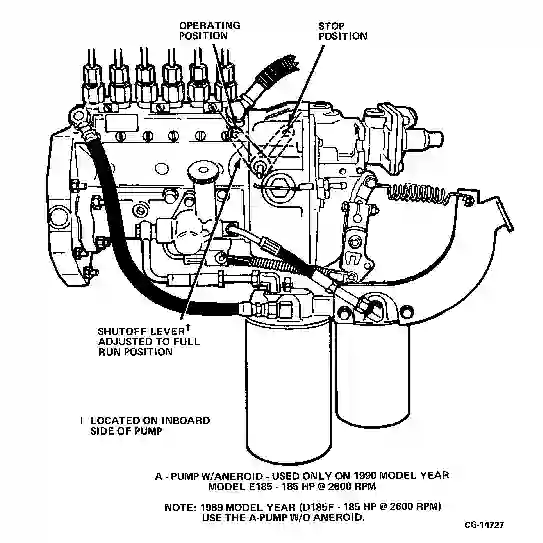 OPERATING
POSITION
STOP
POSITION
SHUTOFF LEVER†
ADJUSTED TO FULL
RUN POSITION
† LOCATED ON INBOARD
SIDE OF PUMP
A - PUMP W/ANEROID - USED ONLY ON 1990 MODEL YEAR
MODEL E185 - 185 HP @ 2600 RPM
NOTE: 1989 MODEL YEAR (D185F - 185 HP @ 2600 RPM)
USE THE A-PUMP W/O ANEROID.
CG-14727